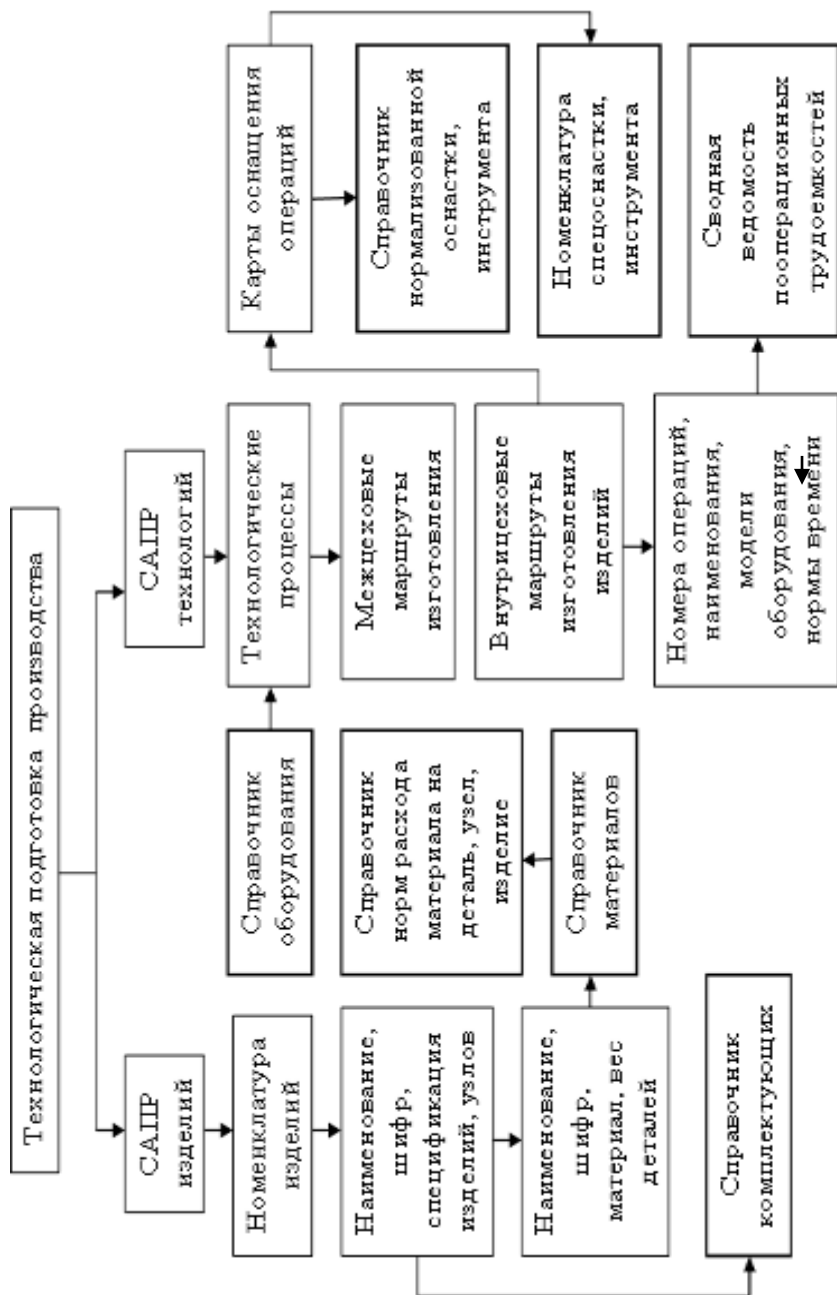 Технологическая подготовка производства
САПР
изделий
САПР
технологий
Номенклатура
изделий
Справочник
оборудования
Технологические
процессы
Карты оснащения
операций
Наименование,
шифр,
спецификация
изделий, узлов
Справочник
норм расхода
материала на
деталь, узел,
изделие
Межцеховые
маршруты
изготовления
Справочник
нормализованной
оснастки,
инструмента
Наименование,
шифр,
материал, вес
деталей
Справочник
материалов
Внутрицеховые
маршруты
изготовления
изделий
Номенклатура
спецоснастки,
инструмента
Справочник
комплектующих
Номера операций,
наименования,
модели
оборудования,
нормы времени
Сводная
ведомость
пооперационных
трудоемкостей